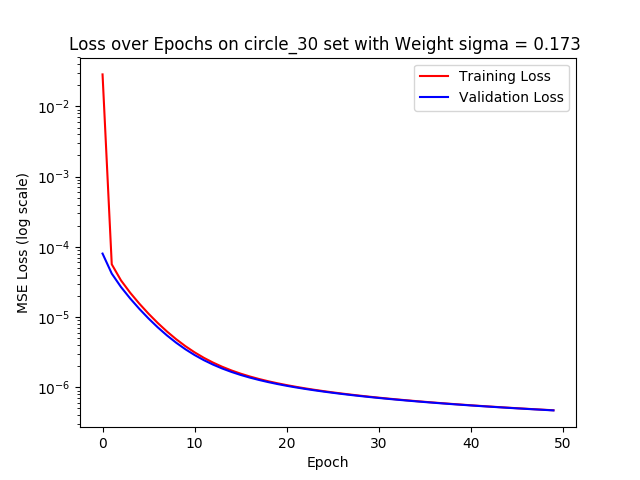 Loss over Epochs on circle_30 set with Weight sigma = 0.173
Training Loss
Validation Loss
MSE Loss (log scale)
10⁻²
10⁻³
10⁻⁴
10⁻⁵
10⁻⁶
0 10 20 30 40 50
Epoch